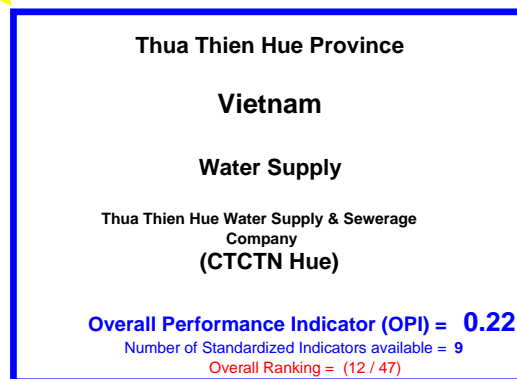 Thua Thien Hue Province
Vietnam
Water Supply
Thua Thien Hue Water Supply & Sewerage
Company
(CTCTN Hue)
Overall Performance Indicator (OPI) = 0.22
Number of Standardized Indicators available = 9
Overall Ranking = (12 / 47)